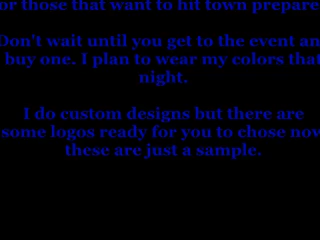 or those that want to hit town prepare
Don't wait until you get to the event an
buy one. I plan to wear my colors that
night.
I do custom designs but there are
some logos ready for you to chose now
these are just a sample.